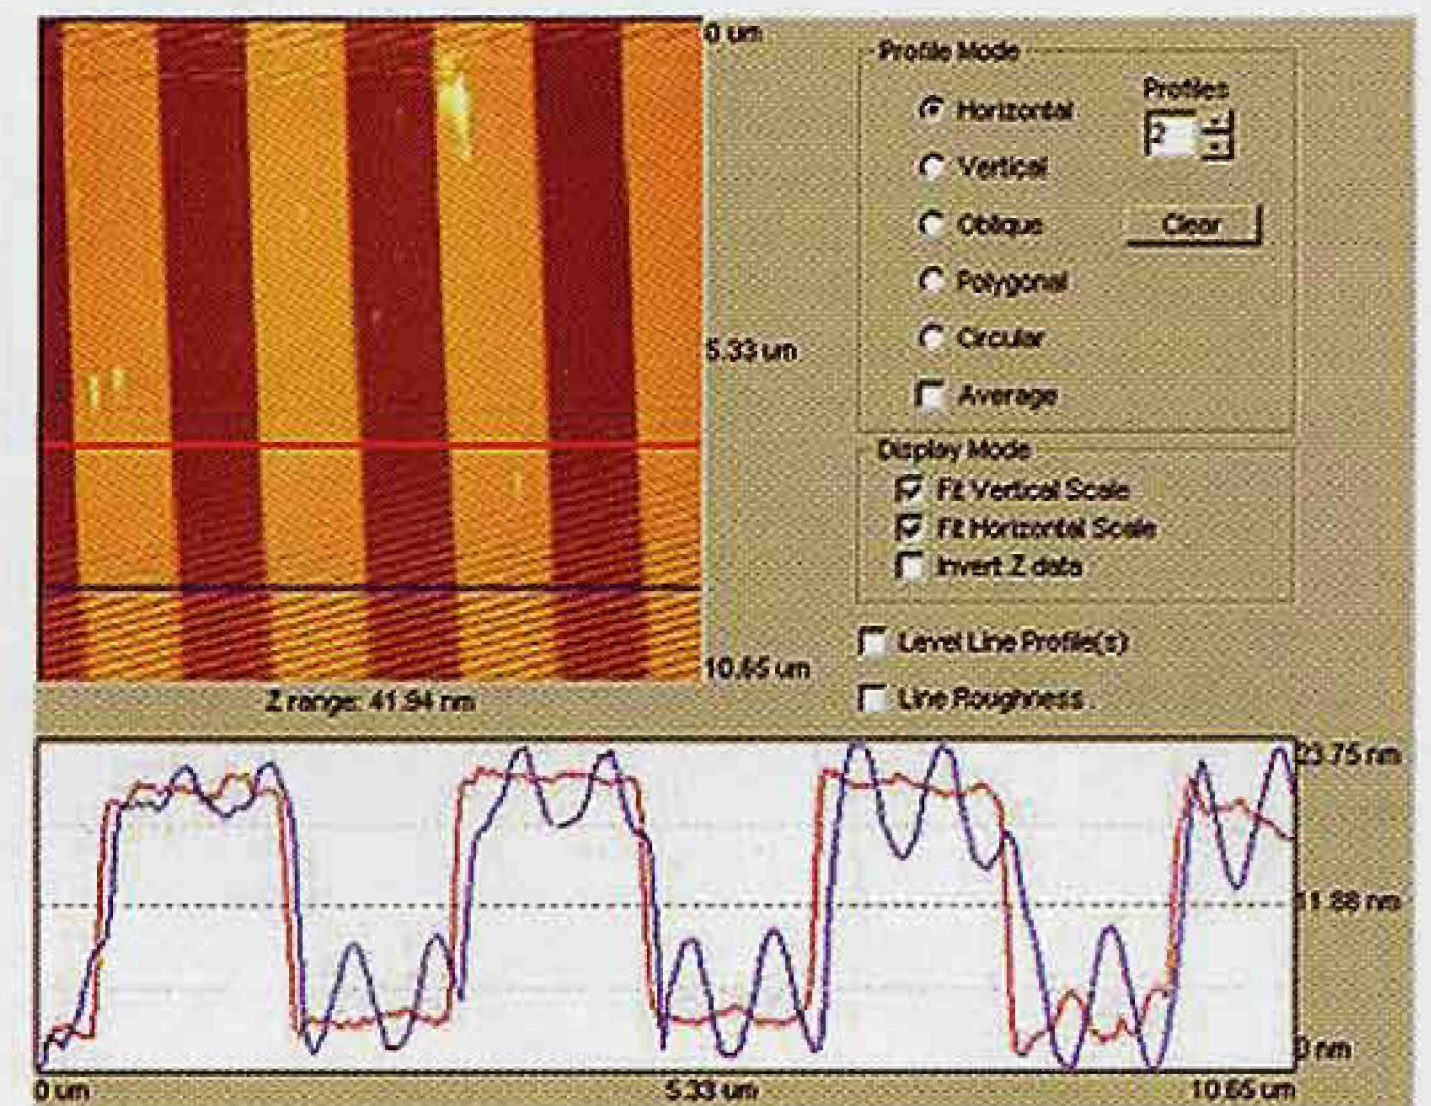 0 um
Profile Mode
Profiles
Horizontal
2
Vertical
Oblique
Clear
Polygonal
5.33 um
Circular
Average
Display Mode
Fit Vertical Scale
Fit Horizontal Scale
Invert Z data
Level Line Profile(s)
10.65 um
Z range: 41.94 nm
Line Roughness
23.75 nm
11.88 nm
0 nm
0 um
5.33 um
10.65 um